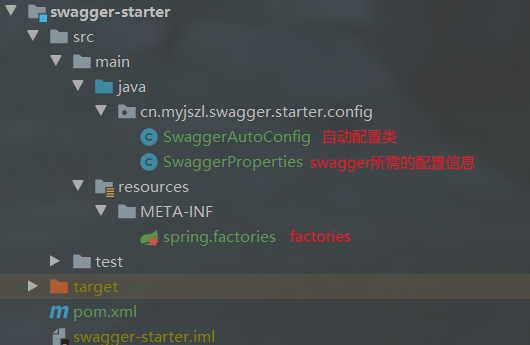 swagger-starter
src
main
java
cn.myjszl.swagger.starter.config
SwaggerAutoConfig 自动配置类
SwaggerProperties swagger所需的配置信息
resources
META-INF
spring.factories factories
test
target
pom.xml
swagger-starter.iml